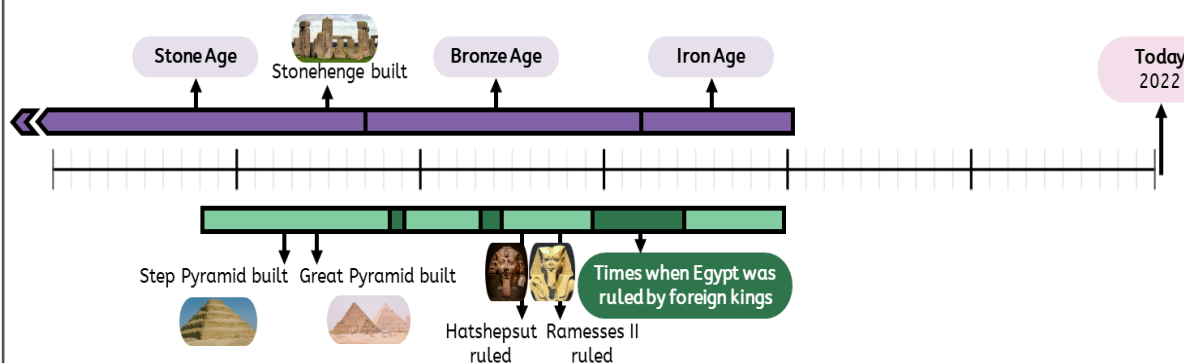 Stone Age
Stonehenge built
Bronze Age
Iron Age
Today
2022
Step Pyramid built
Great Pyramid built
Hatshepsut
ruled
Ramesses II
ruled
Times when Egypt was
ruled by foreign kings